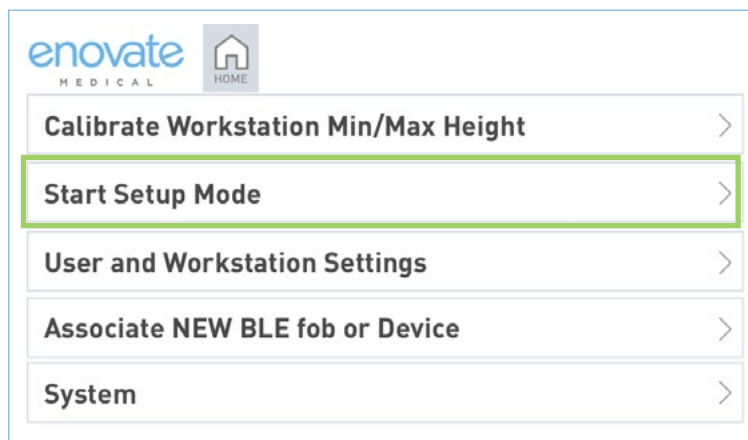 enovate
MEDICAL
HOME
Calibrate Workstation Min/Max Height
Start Setup Mode
User and Workstation Settings
Associate NEW BLE fob or Device
System